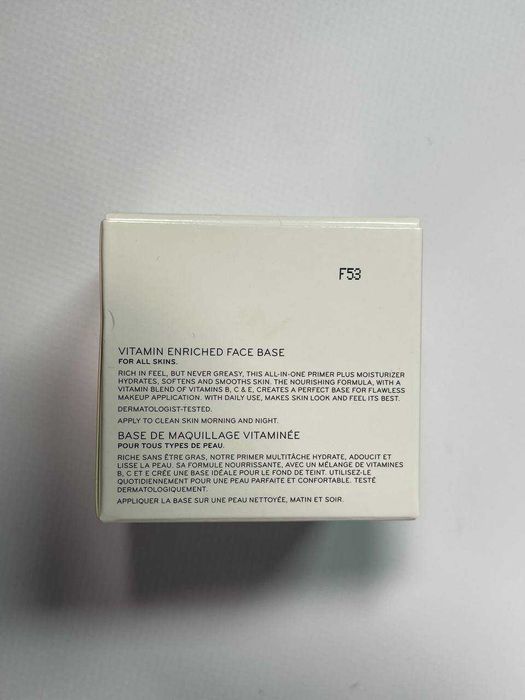 F53
VITAMIN ENRICHED FACE BASE
FOR ALL SKINS.
RICH IN FEEL, BUT NEVER GREASY, THIS ALL-IN-ONE PRIMER PLUS MOISTURIZER
HYDRATES, SOFTENS AND SMOOTHS SKIN. THE NOURISHING FORMULA, WITH A
VITAMIN BLEND OF VITAMINS B, C & E, CREATES A PERFECT BASE FOR FLAWLESS
MAKEUP APPLICATION. WITH DAILY USE, MAKES SKIN LOOK AND FEEL ITS BEST.
DERMATOLOGIST-TESTED.
APPLY TO CLEAN SKIN MORNING AND NIGHT.
BASE DE MAQUILLAGE VITAMINÉE
POUR TOUS TYPES DE PEAU.
RICHE SANS ÊTRE GRAS, NOTRE PRIMER MULTITÂCHE HYDRATE, ADOUCIT ET
LISSE LA PEAU. SA FORMULE NOURRISSANTE, AVEC UN MÉLANGE DE VITAMINES
B, C ET E CRÉE UNE BASE IDÉALE POUR LE FOND DE TEINT. UTILISEZ-LE
QUOTIDIENNEMENT POUR UNE PEAU PARFAITE ET CONFORTABLE. TESTÉ
DERMATOLOGIQUEMENT.
APPLIQUER LA BASE SUR UNE PEAU NETTOYÉE, MATIN ET SOIR.